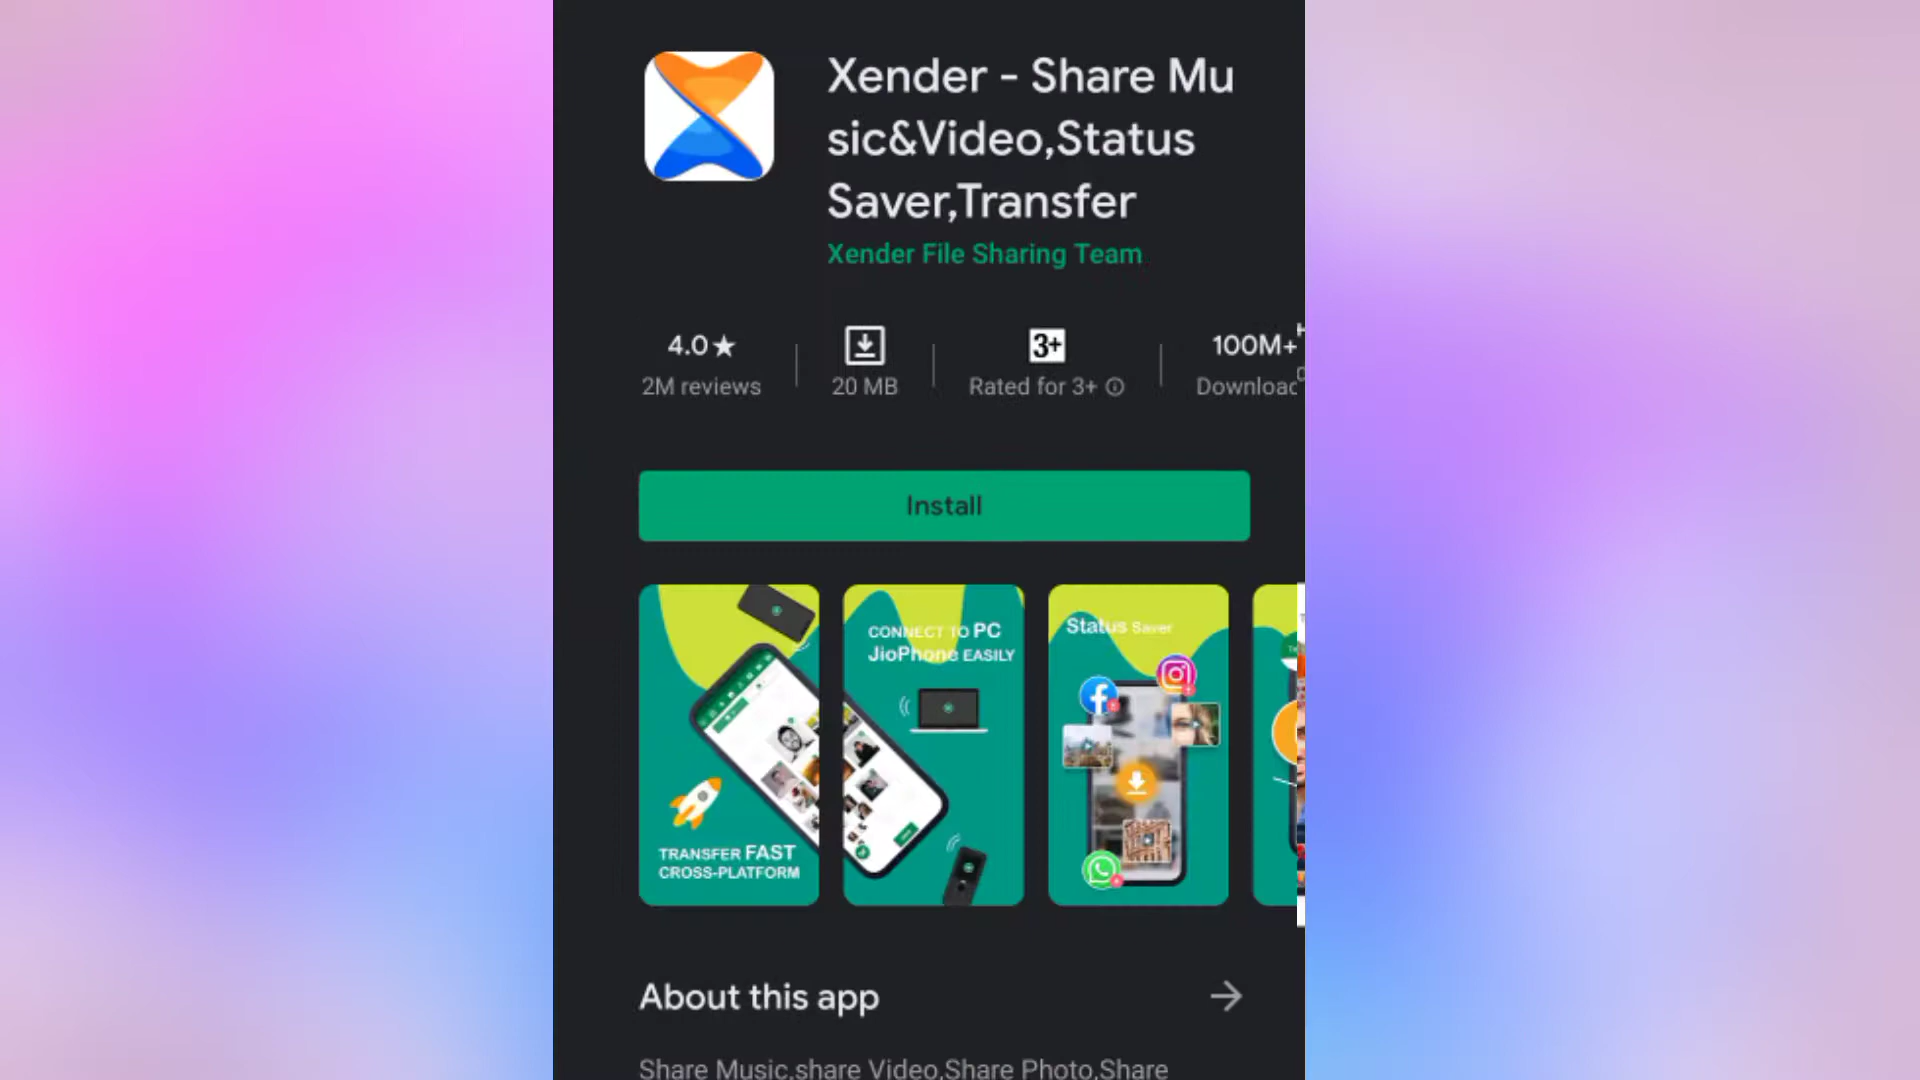 Xender - Share Mu
sic&Video,Status
Saver,Transfer
Xender File Sharing Team
4.0★
2M reviews
20 MB
3+
Rated for 3+
100M+
Download
Install
TRANSFER FAST
CROSS-PLATFORM
CONNECT TO PC
JioPhone EASILY
Status Saver
About this app
Share Music,share Video,Share Photo,Share